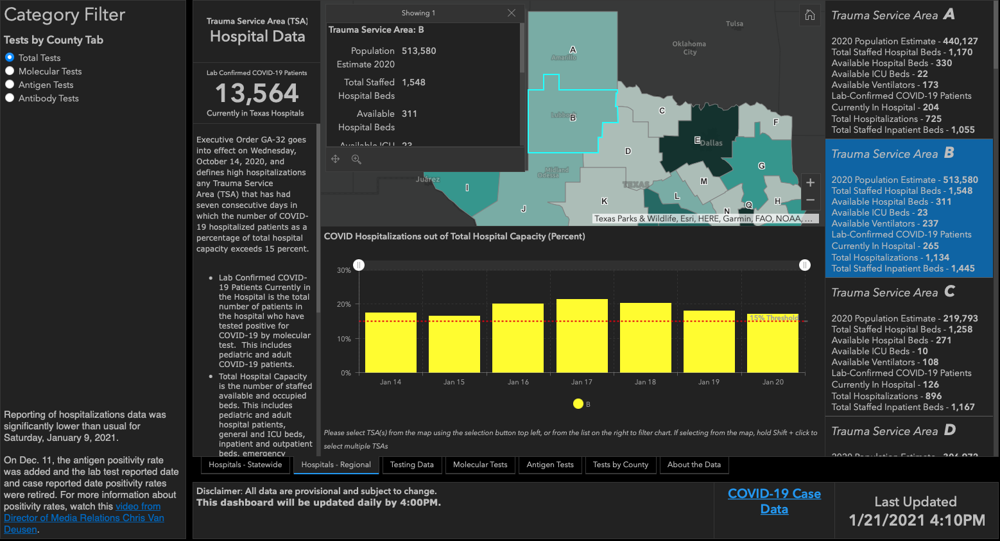 Category Filter
Tests by County Tab
Total Tests
Molecular Tests
Antigen Tests
Antibody Tests
Reporting of hospitalizations data was
significantly lower than usual for
Saturday, January 9, 2021.
On Dec. 11, the antigen positivity rate
was added and the lab test reported date
and case reported date positivity rates
were retired. For more information about
positivity rates, watch this video from
Director of Media Relations Chris Van
Deusen.
Trauma Service Area (TSA)
Hospital Data
Lab Confirmed COVID-19 Patients
13,564
Currently in Texas Hospitals
Executive Order GA-32 goes
into effect on Wednesday,
October 14, 2020, and
defines high hospitalizations
any Trauma Service
Area (TSA) that has had
seven consecutive days in
which the number of COVID-
19 hospitalized patients as a
percentage of total hospital
capacity exceeds 15 percent.
• Lab Confirmed COVID-
19 Patients Currently in
the Hospital is the total
number of patients in
the hospital who have
tested positive for
COVID-19 by molecular
test.  This includes
pediatric and adult
COVID-19 patients.
• Total Hospital Capacity
is the number of staffed
available and occupied
beds. This includes
pediatric and adult
hospital patients,
general and ICU beds,
inpatient and outpatient
beds, emergency
Showing 1
Trauma Service Area: B
Population 513,580
Estimate 2020
Total Staffed 1,548
Hospital Beds
Available 311
Hospital Beds
Available ICU 23
Tulsa
Oklahoma
City
A
Amarillo
Lubbock
B
C
F
E
Dallas
D
G
Midland
Odessa
Juárez
I
M
TEXAS
L
K
J
N
Q
H
Texas Parks & Wildlife, Esri, HERE, Garmin, FAO, NOAA, ...
COVID Hospitalizations out of Total Hospital Capacity (Percent)
30%
20%
15% Threshold
10%
0%
Jan 14 Jan 15 Jan 16 Jan 17 Jan 18 Jan 19 Jan 20
B
Please select TSA(s) from the map using the selection button top left, or from the list on the right to filter chart. If selecting from the map, hold Shift + click to
select multiple TSAs
Trauma Service Area A
2020 Population Estimate - 440,127
Total Staffed Hospital Beds - 1,170
Available Hospital Beds - 330
Available ICU Beds - 22
Available Ventilators - 173
Lab-Confirmed COVID-19 Patients
Currently In Hospital - 204
Total Hospitalizations - 725
Total Staffed Inpatient Beds - 1,055
Trauma Service Area B
2020 Population Estimate - 513,580
Total Staffed Hospital Beds - 1,548
Available Hospital Beds - 311
Available ICU Beds - 23
Available Ventilators - 237
Lab-Confirmed COVID-19 Patients
Currently In Hospital - 265
Total Hospitalizations - 1,134
Total Staffed Inpatient Beds - 1,445
Trauma Service Area C
2020 Population Estimate - 219,793
Total Staffed Hospital Beds - 1,258
Available Hospital Beds - 271
Available ICU Beds - 10
Available Ventilators - 108
Lab-Confirmed COVID-19 Patients
Currently In Hospital - 126
Total Hospitalizations - 896
Total Staffed Inpatient Beds - 1,167
Trauma Service Area D
2020 Population Estimate - 306,972
Hospitals - Statewide
Hospitals - Regional
Testing Data
Molecular Tests
Antigen Tests
Tests by County
About the Data
Disclaimer: All data are provisional and subject to change.
This dashboard will be updated daily by 4:00PM.
COVID-19 Case
Data
Last Updated
1/21/2021 4:10PM